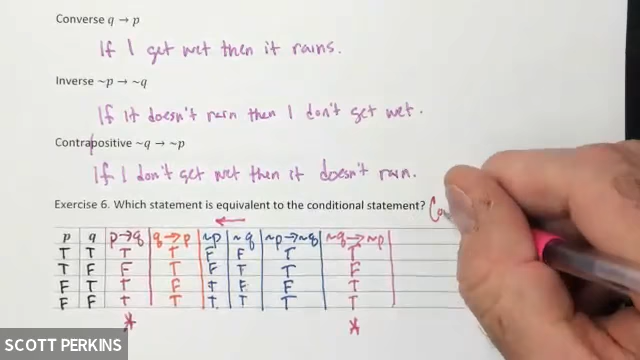 Converse q → p
If I get wet then it rains.
Inverse ~p → ~q
If it doesn't rain then I don't get wet.
Contrapositive ~q → ~p
If I don't get wet then it doesn't rain.
Exercise 6. Which statement is equivalent to the conditional statement? Co
p q p→q q→p ~p ~q ~p→~q ~q→~p
T T T T F F T T
T F F T F T T F
F T T F T F F T
F F T T T T T T
* *
SCOTT PERKINS